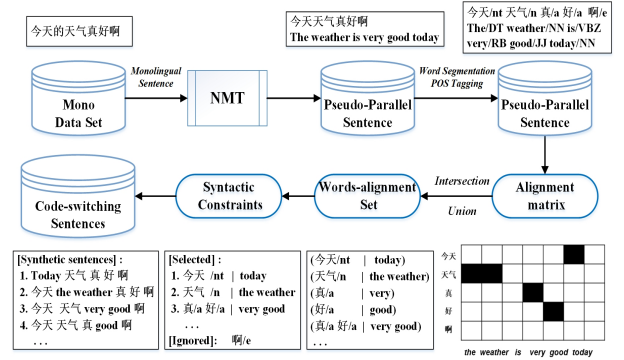 今天的天气真好啊
今天天气真好啊
The weather is very good today
今天/nt 天气/n 真/a 好/a 啊/e
The/DT weather/NN is/VBZ
very/RB good/JJ today/NN
Mono
Data Set
Monolingual
Sentence
NMT
Pseudo-Parallel
Sentence
Word Segmentation
POS Tagging
Pseudo-Parallel
Sentence
Code-switching
Sentences
Syntactic
Constraints
Words-alignment
Set
Intersection
Union
Alignment
matrix
[Synthetic sentences] :
1. Today 天气 真 好 啊
2. 今天 the weather 真 好 啊
3. 今天 天气 very good 啊
4. 今天 天气 真 good 啊
. . .
[Selected] :
1. 今天 /nt | today
2. 天气 /n | the weather
3. 真/a 好/a | very good
. . .
[Ignored]: 啊/e
(今天/nt | today)
(天气/n | the weather)
(真/a | very)
(好/a | good)
(真/a 好/a | very good)
. . .
今天
天气
真
好
啊
the weather is very good today